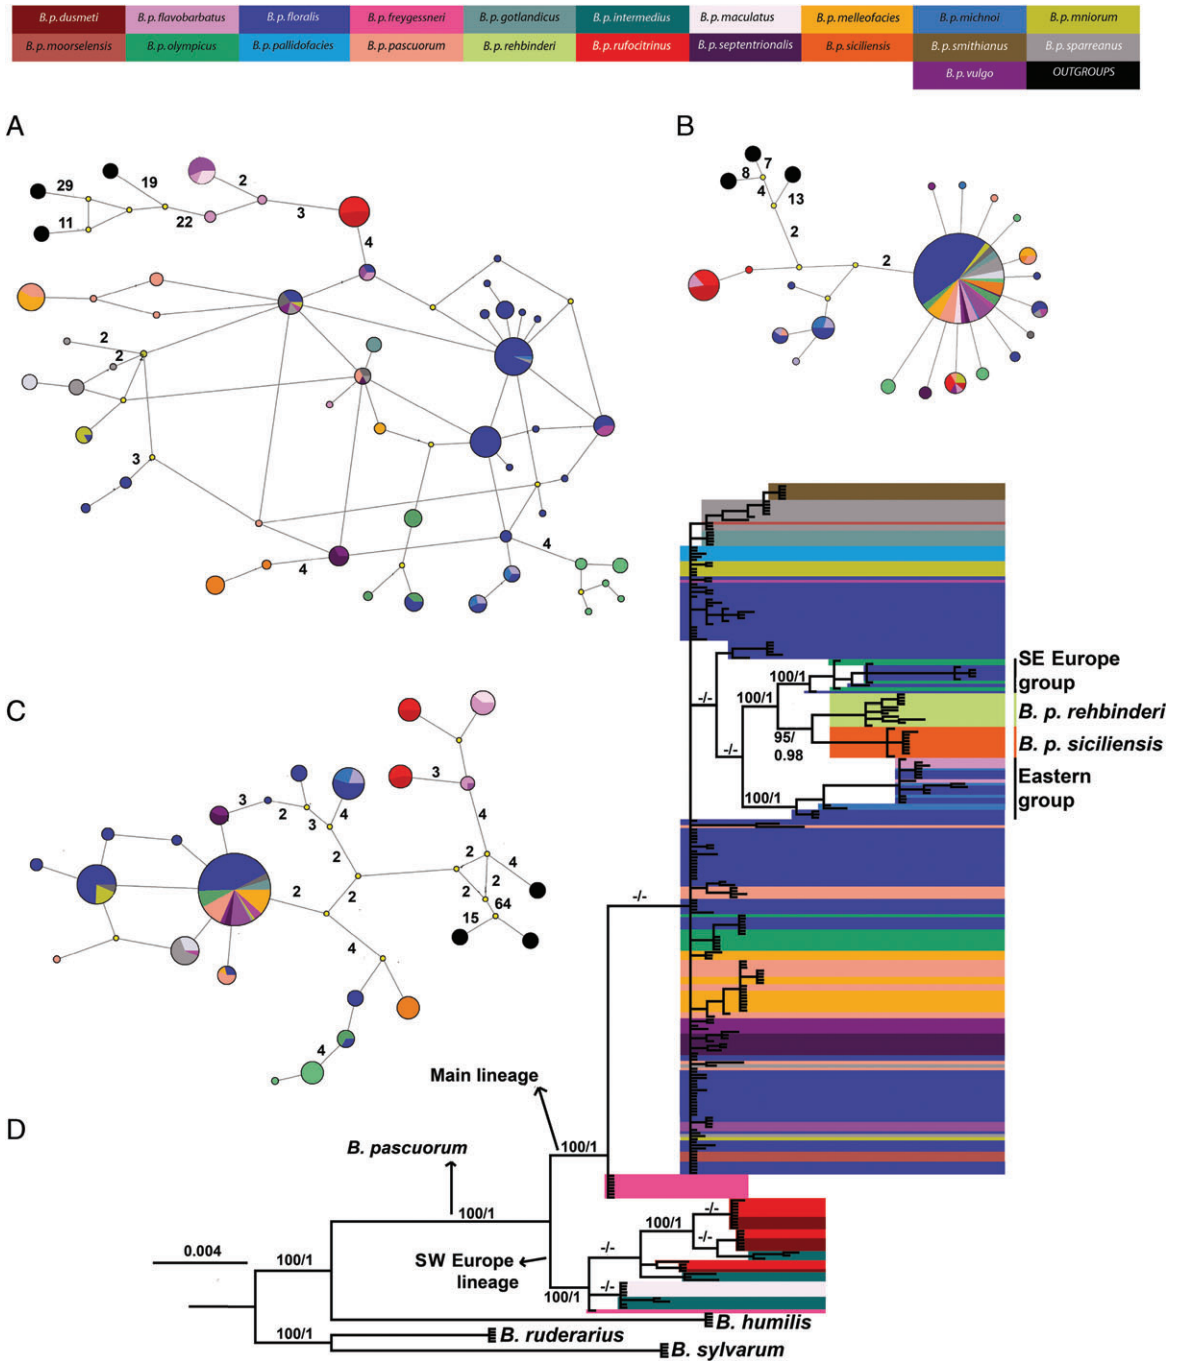 B. p. dusmeti B. p. flavobarbatus B. p. floralis B. p. freygessneri B. p. gotlandicus B. p. intermedius B. p. maculatus B. p. melleofacies B. p. michnoi B. p. mniorum
B. p. moorselensis B. p. olympicus B. p. pallidofacies B. p. pascuorum B. p. rehbinderi B. p. rufocitrinus B. p. septentrionalis B. p. siciliensis B. p. smithianus B. p. sparreanus
B. p. vulgo OUTGROUPS
A
29
19
2
11
22
3
4
2
2
3
4
4
B
7
8
4
13
2
2
C
3
2
3
4
2
2
2
4
4
3
4
2
2
2
4
64
15
D
SE Europe
group
100/1
-/-
100/1
B. p. rehbinderi
95/
0.98
B. p. siciliensis
-/-
Eastern
group
100/1
-/-
Main lineage
B. pascuorum
100/1
100/1
-/-
100/1
-/-
0.004
100/1
SW Europe
lineage
-/-
-/-
100/1
B. humilis
100/1
B. ruderarius
B. sylvarum